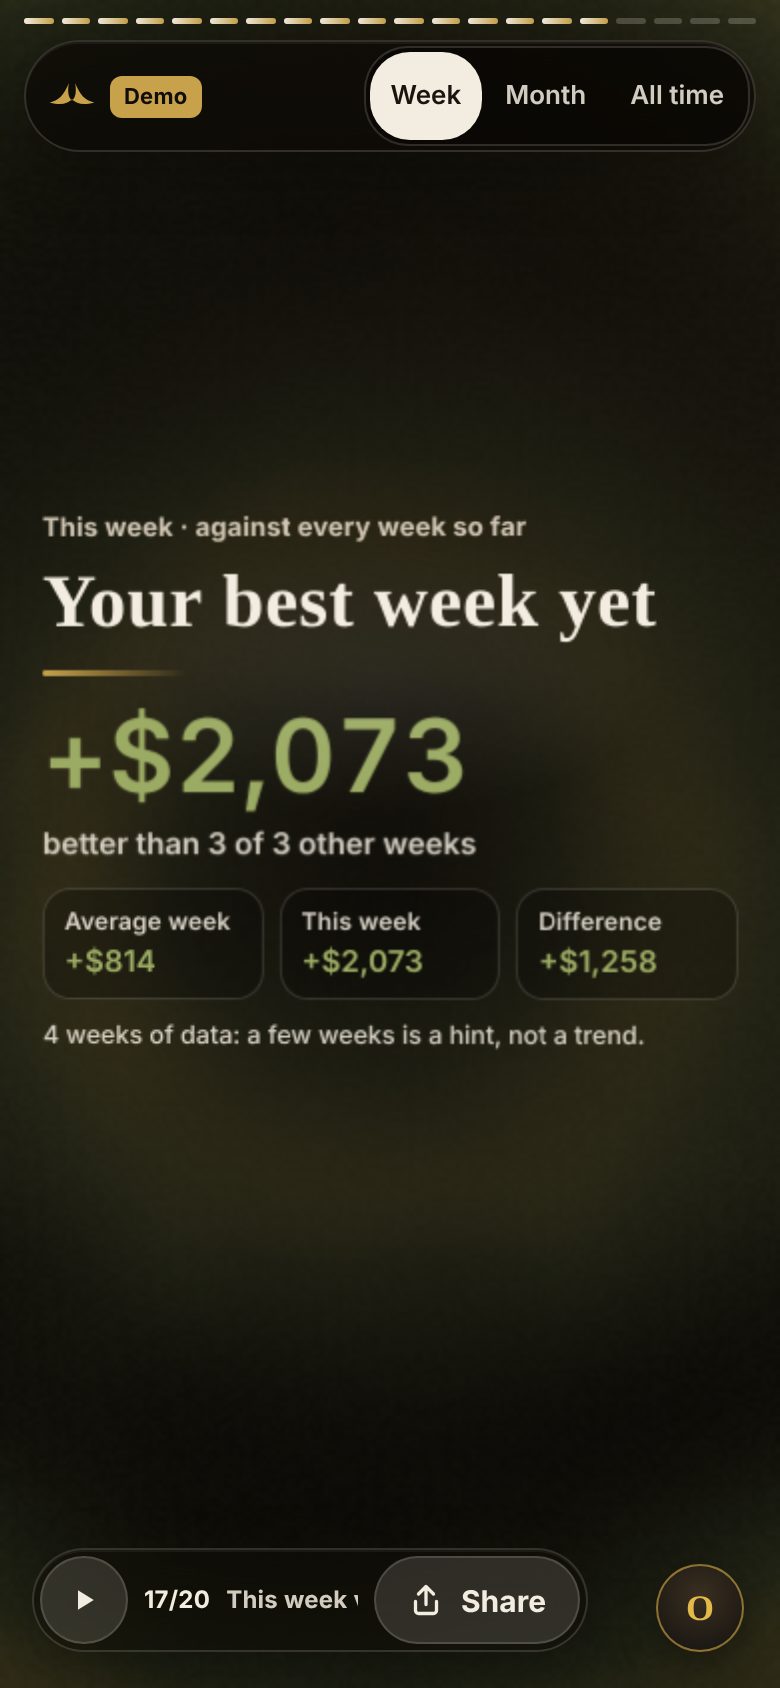 Demo
Week Month All time
This week · against every week so far
Your best week yet
+$2,073
better than 3 of 3 other weeks
Average week This week Difference
+$814 +$2,073 +$1,258
4 weeks of data: a few weeks is a hint, not a trend.
17/20 This week Share O